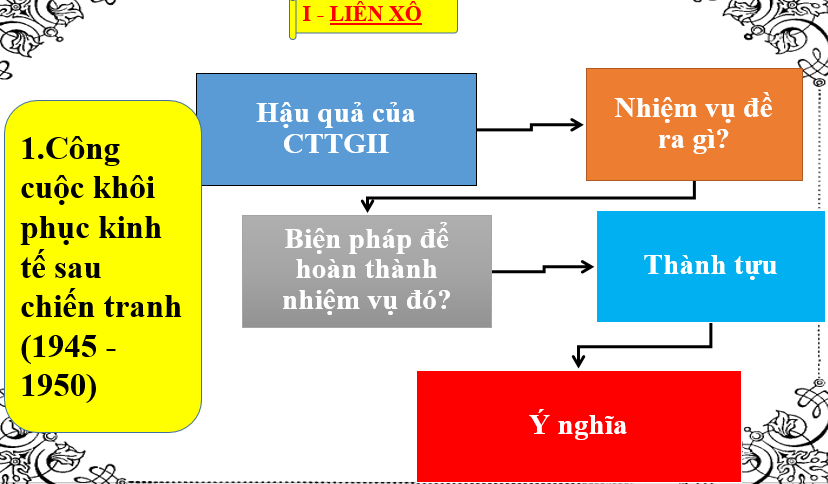 I - LIÊN XÔ
1.Công
cuộc khôi
phục kinh
tế sau
chiến tranh
(1945 -
1950)
Hậu quả của
CTTGII
Nhiệm vụ đề
ra gì?
Biện pháp để
hoàn thành
nhiệm vụ đó?
Thành tựu
Ý nghĩa